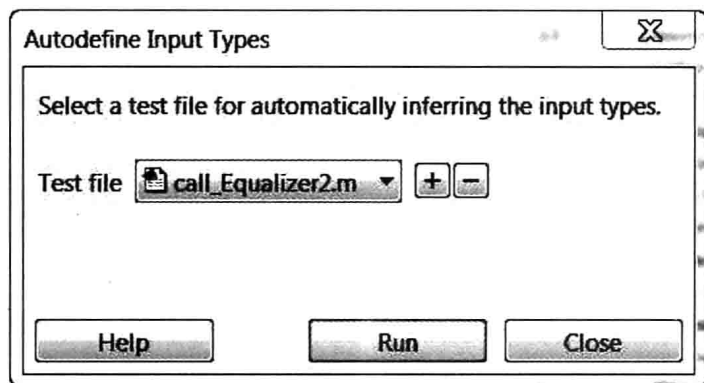 Autodefine Input Types
Select a test file for automatically inferring the input types.
Test file call_Equalizer2.m + −
Help Run Close